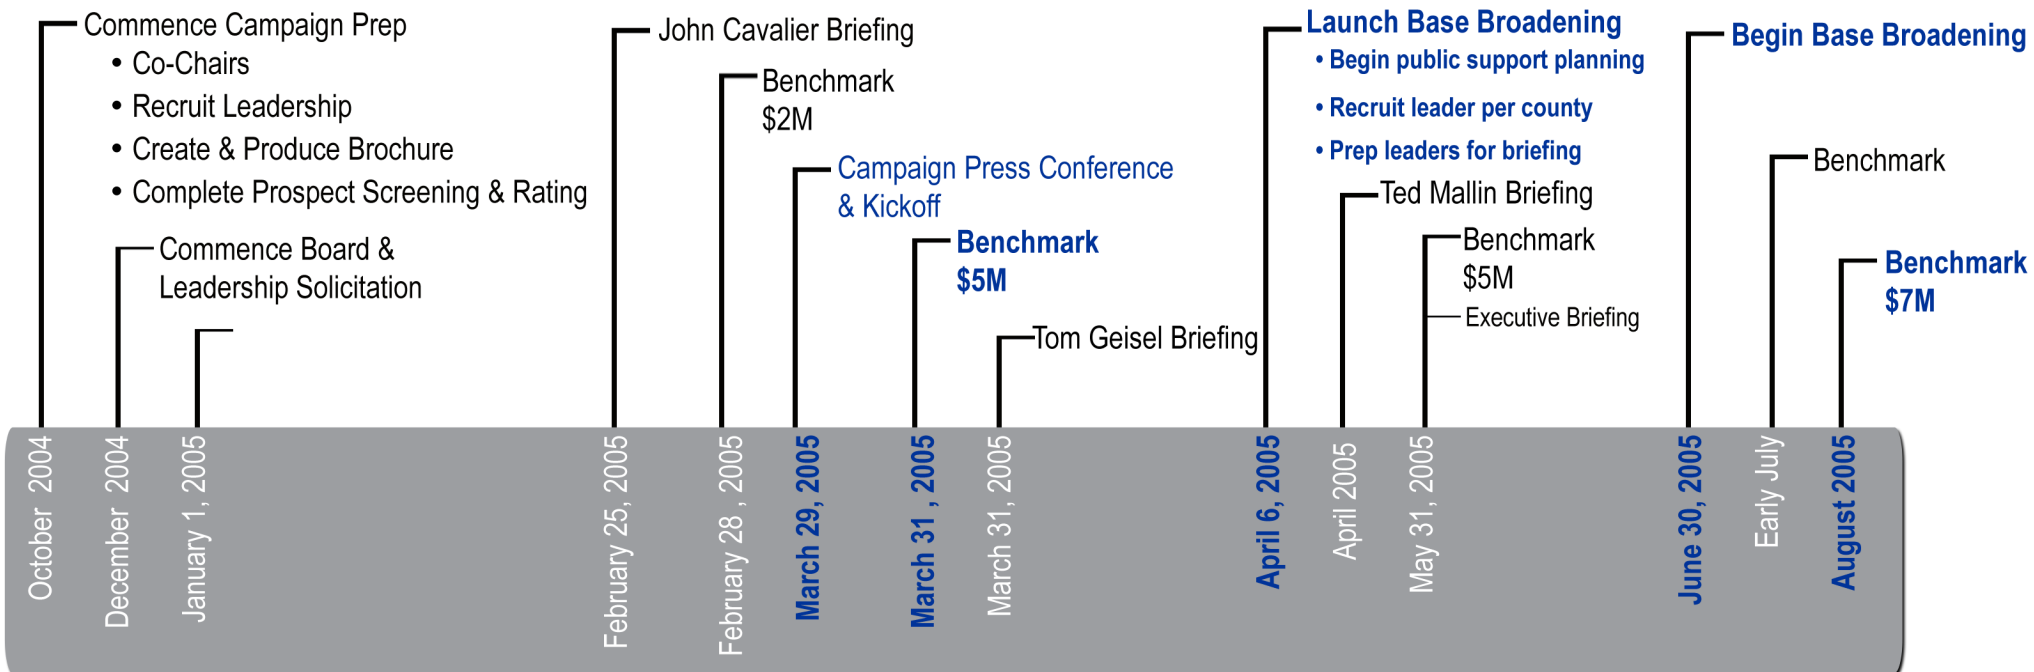 Commence Campaign Prep
• Co-Chairs
• Recruit Leadership
• Create & Produce Brochure
• Complete Prospect Screening & Rating
Commence Board &
Leadership Solicitation
John Cavalier Briefing
Benchmark
$2M
Campaign Press Conference
& Kickoff
Benchmark
$5M
Tom Geisel Briefing
Launch Base Broadening
• Begin public support planning
• Recruit leader per county
• Prep leaders for briefing
Ted Mallin Briefing
Benchmark
$5M
Executive Briefing
Begin Base Broadening
Benchmark
Benchmark
$7M
October 2004
December 2004
January 1, 2005
February 25, 2005
February 28 , 2005
March 29, 2005
March 31 , 2005
March 31, 2005
April 6, 2005
April 2005
May 31, 2005
June 30, 2005
Early July
August 2005